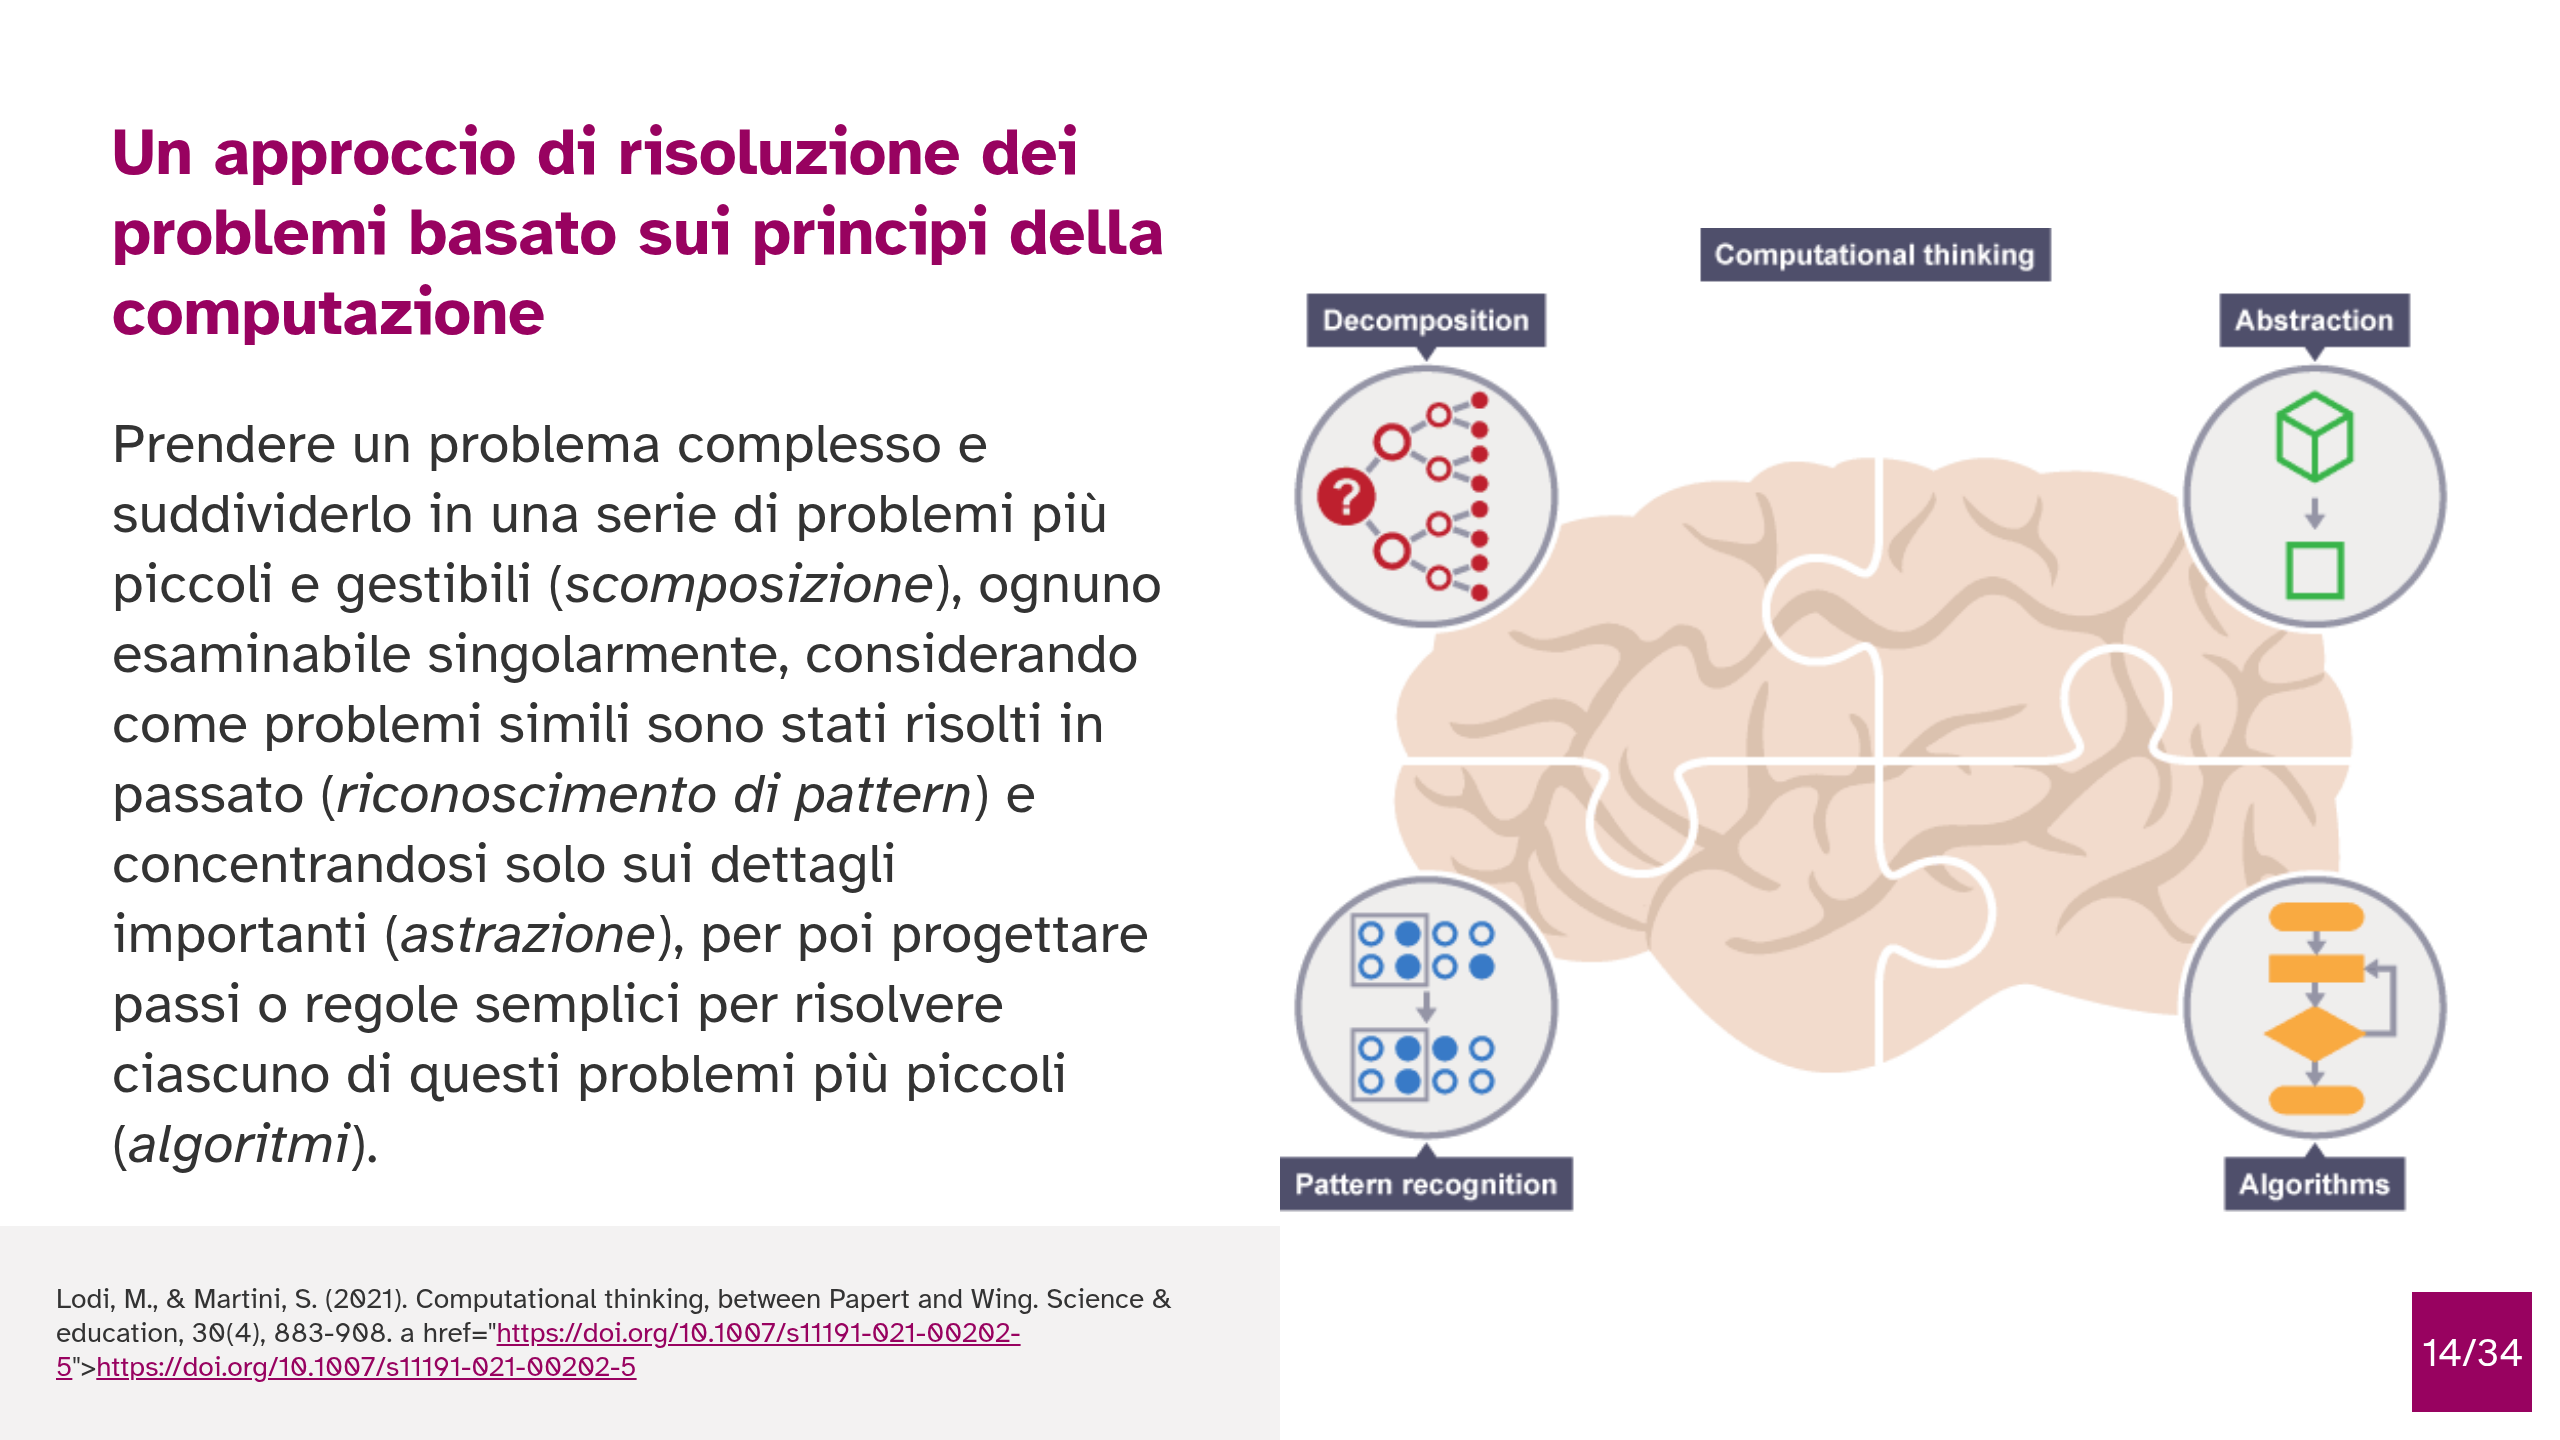 Un approccio di risoluzione dei
problemi basato sui principi della
computazione
Prendere un problema complesso e
suddividerlo in una serie di problemi più
piccoli e gestibili (scomposizione), ognuno
esaminabile singolarmente, considerando
come problemi simili sono stati risolti in
passato (riconoscimento di pattern) e
concentrandosi solo sui dettagli
importanti (astrazione), per poi progettare
passi o regole semplici per risolvere
ciascuno di questi problemi più piccoli
(algoritmi).
Computational thinking
Decomposition
Abstraction
?
Pattern recognition
Algorithms
Lodi, M., & Martini, S. (2021). Computational thinking, between Papert and Wing. Science &
education, 30(4), 883-908. a href="https://doi.org/10.1007/s11191-021-00202-
5">https://doi.org/10.1007/s11191-021-00202-5
14/34